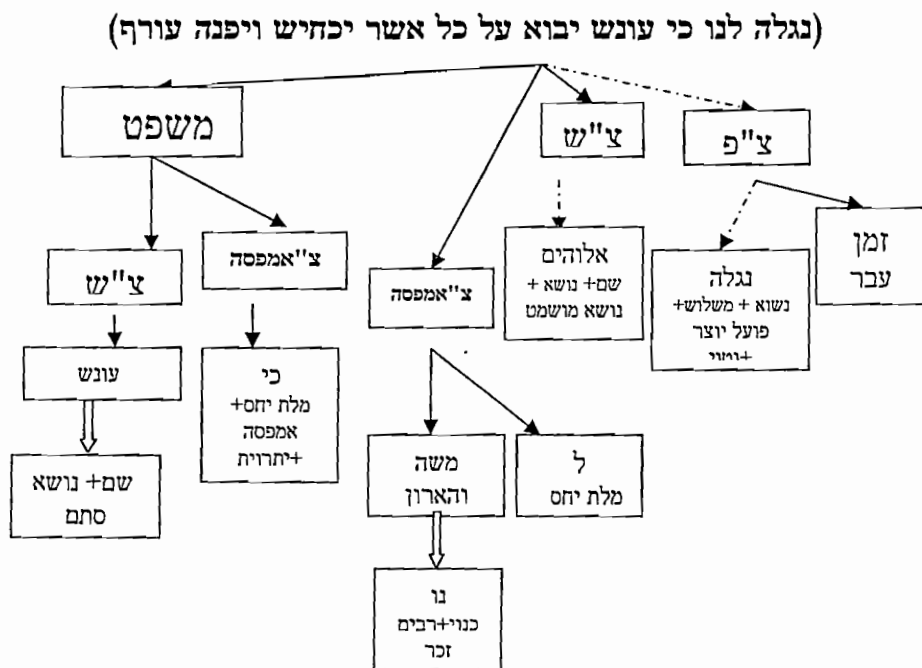 (נגלה לנו כי עונש יבוא על כל אשר יכחיש ויפנה עורף)
צ"פ
צ"ש
משפט
זמן
עבר
נגלה
נשוא + משלוש+
פועל יוצר
אלוהים
שם+ נושא +
נושא מושמט
צ"אמפסה
צ"אמפסה
צ"ש
כי
מלת יחס+
אמפסה
+יתרוית
עונש
ל
מלת יחס
משה
והארון
שם+ נושא
סתם
נו
כנוי+רבים
זכר